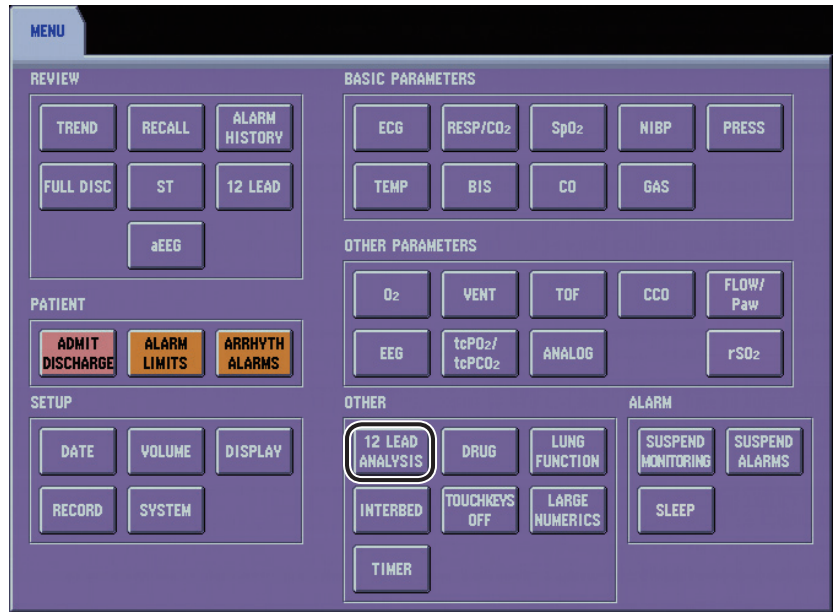 MENU
REVIEW
TREND
RECALL
ALARM
HISTORY
FULL DISC
ST
12 LEAD
aEEG
PATIENT
ADMIT
DISCHARGE
ALARM
LIMITS
ARRHYTH
ALARMS
SETUP
DATE
VOLUME
DISPLAY
RECORD
SYSTEM
BASIC PARAMETERS
ECG
RESP/CO₂
SpO₂
NIBP
PRESS
TEMP
BIS
CO
GAS
OTHER PARAMETERS
O₂
VENT
TOF
CCO
FLOW/
Paw
EEG
tcPO₂/
tcPCO₂
ANALOG
rSO₂
OTHER
12 LEAD
ANALYSIS
DRUG
LUNG
FUNCTION
INTERBED
TOUCHKEYS
OFF
LARGE
NUMERICS
TIMER
ALARM
SUSPEND
MONITORING
SUSPEND
ALARMS
SLEEP